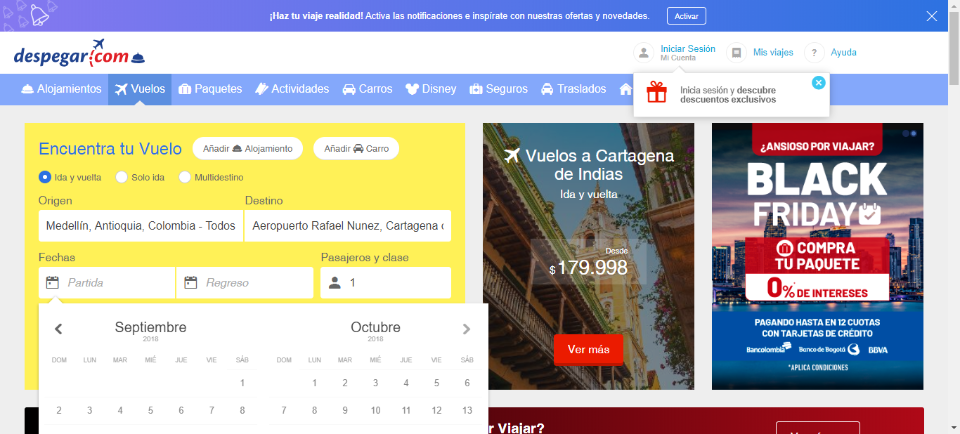 ¡Haz tu viaje realidad! Activa las notificaciones e inspírate con nuestras ofertas y novedades.
Activar
despegar.com
Iniciar Sesión
Mi Cuenta
Mis viajes
? Ayuda
Alojamientos Vuelos Paquetes Actividades Carros Disney Seguros Traslados
Inicia sesión y descubre
descuentos exclusivos
Encuentra tu Vuelo
Añadir Alojamiento
Añadir Carro
Ida y vuelta Solo ida Multidestino
Origen Destino
Medellín, Antioquia, Colombia - Todos Aeropuerto Rafael Nunez, Cartagena
Fechas Pasajeros y clase
Partida Regreso 1
Septiembre Octubre
2018 2018
DOM LUN MAR MIÉ JUE VIE SÁB DOM LUN MAR MIÉ JUE VIE SÁB
1 1 2 3 4 5 6
2 3 4 5 6 7 8 7 8 9 10 11 12 13
Vuelos a Cartagena
de Indias
Ida y vuelta
Desde
$ 179.998
Ver más
¿ANSIOSO POR VIAJAR?
BLACK
FRIDAY
COMPRA
TU PAQUETE
0% DE INTERESES
PAGANDO HASTA EN 12 CUOTAS
CON TARJETAS DE CRÉDITO
Bancolombia Banco de Bogotá BBVA
*APLICA CONDICIONES
Viajar?